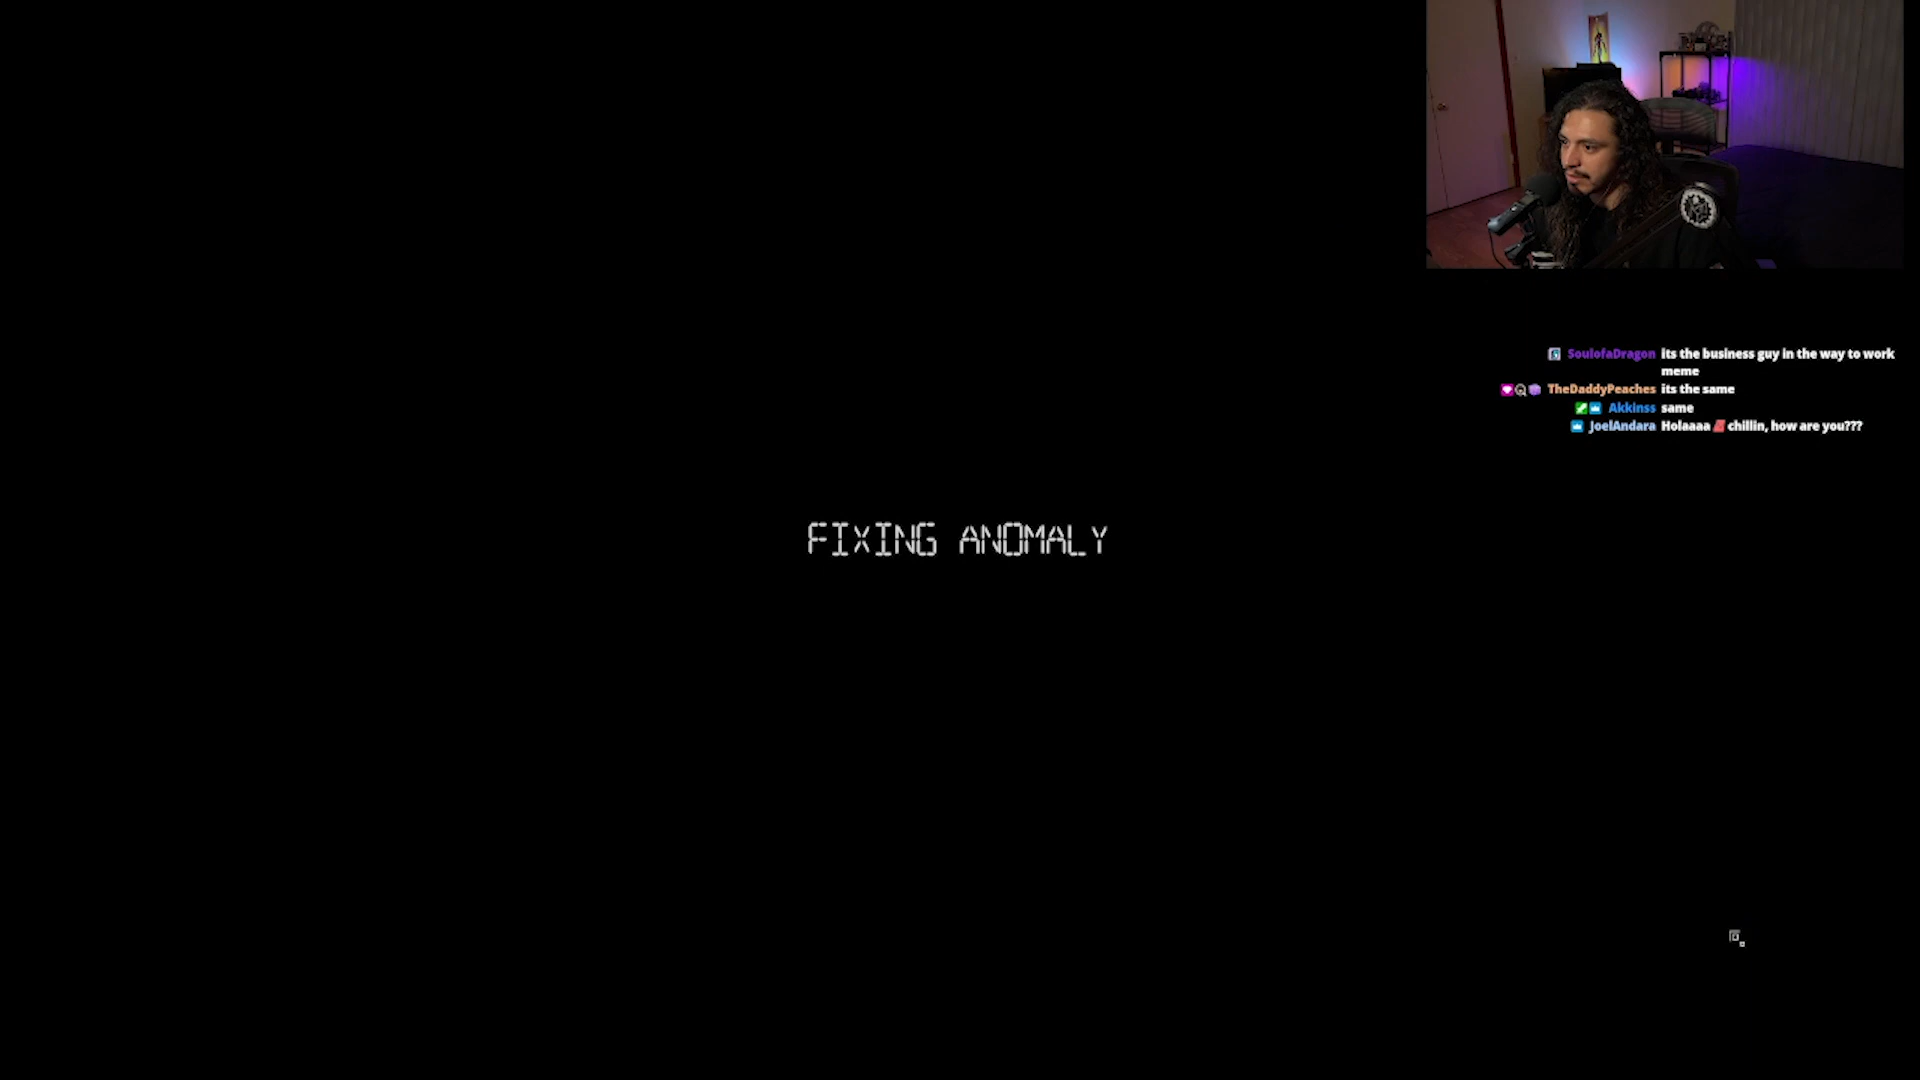 SoulofaDragon its the business guy in the way to work
meme
TheDaddyPeaches its the same
Akkinss same
JoelAndara Holaaaa chillin, how are you???
FIXING ANOMALY